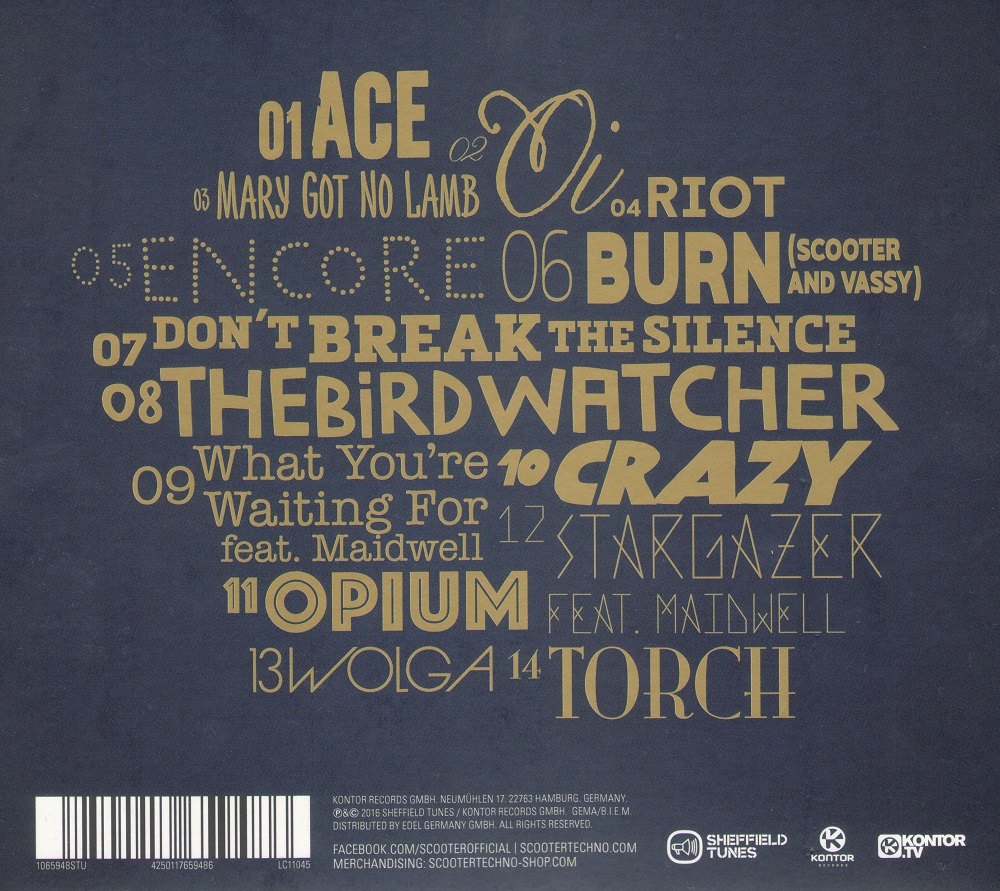 01 ACE
02 Oi
03 MARY GOT NO LAMB
04 RIOT
05 ENCORE
06 BURN (SCOOTER AND VASSY)
07 DON'T BREAK THE SILENCE
08 THE BiRDWATCHER
09 What You're
Waiting For
feat. Maidwell
10 CRAZY
11 OPIUM
12 STARGAZER
FEAT. MAIDWELL
13 WOLGA
14 TORCH
1065948STU 4250117659486 LC11045
KONTOR RECORDS GMBH. NEUMÜHLEN 17. 22763 HAMBURG. GERMANY.
℗&© 2016 SHEFFIELD TUNES / KONTOR RECORDS GMBH. GEMA/B.I.E.M.
DISTRIBUTED BY EDEL GERMANY GMBH. ALL RIGHTS RESERVED.
FACEBOOK.COM/SCOOTEROFFICIAL | SCOOTERTECHNO.COM
MERCHANDISING: SCOOTERTECHNO-SHOP.COM
SHEFFIELD
TUNES
KONTOR
RECORDS
KONTOR
.TV